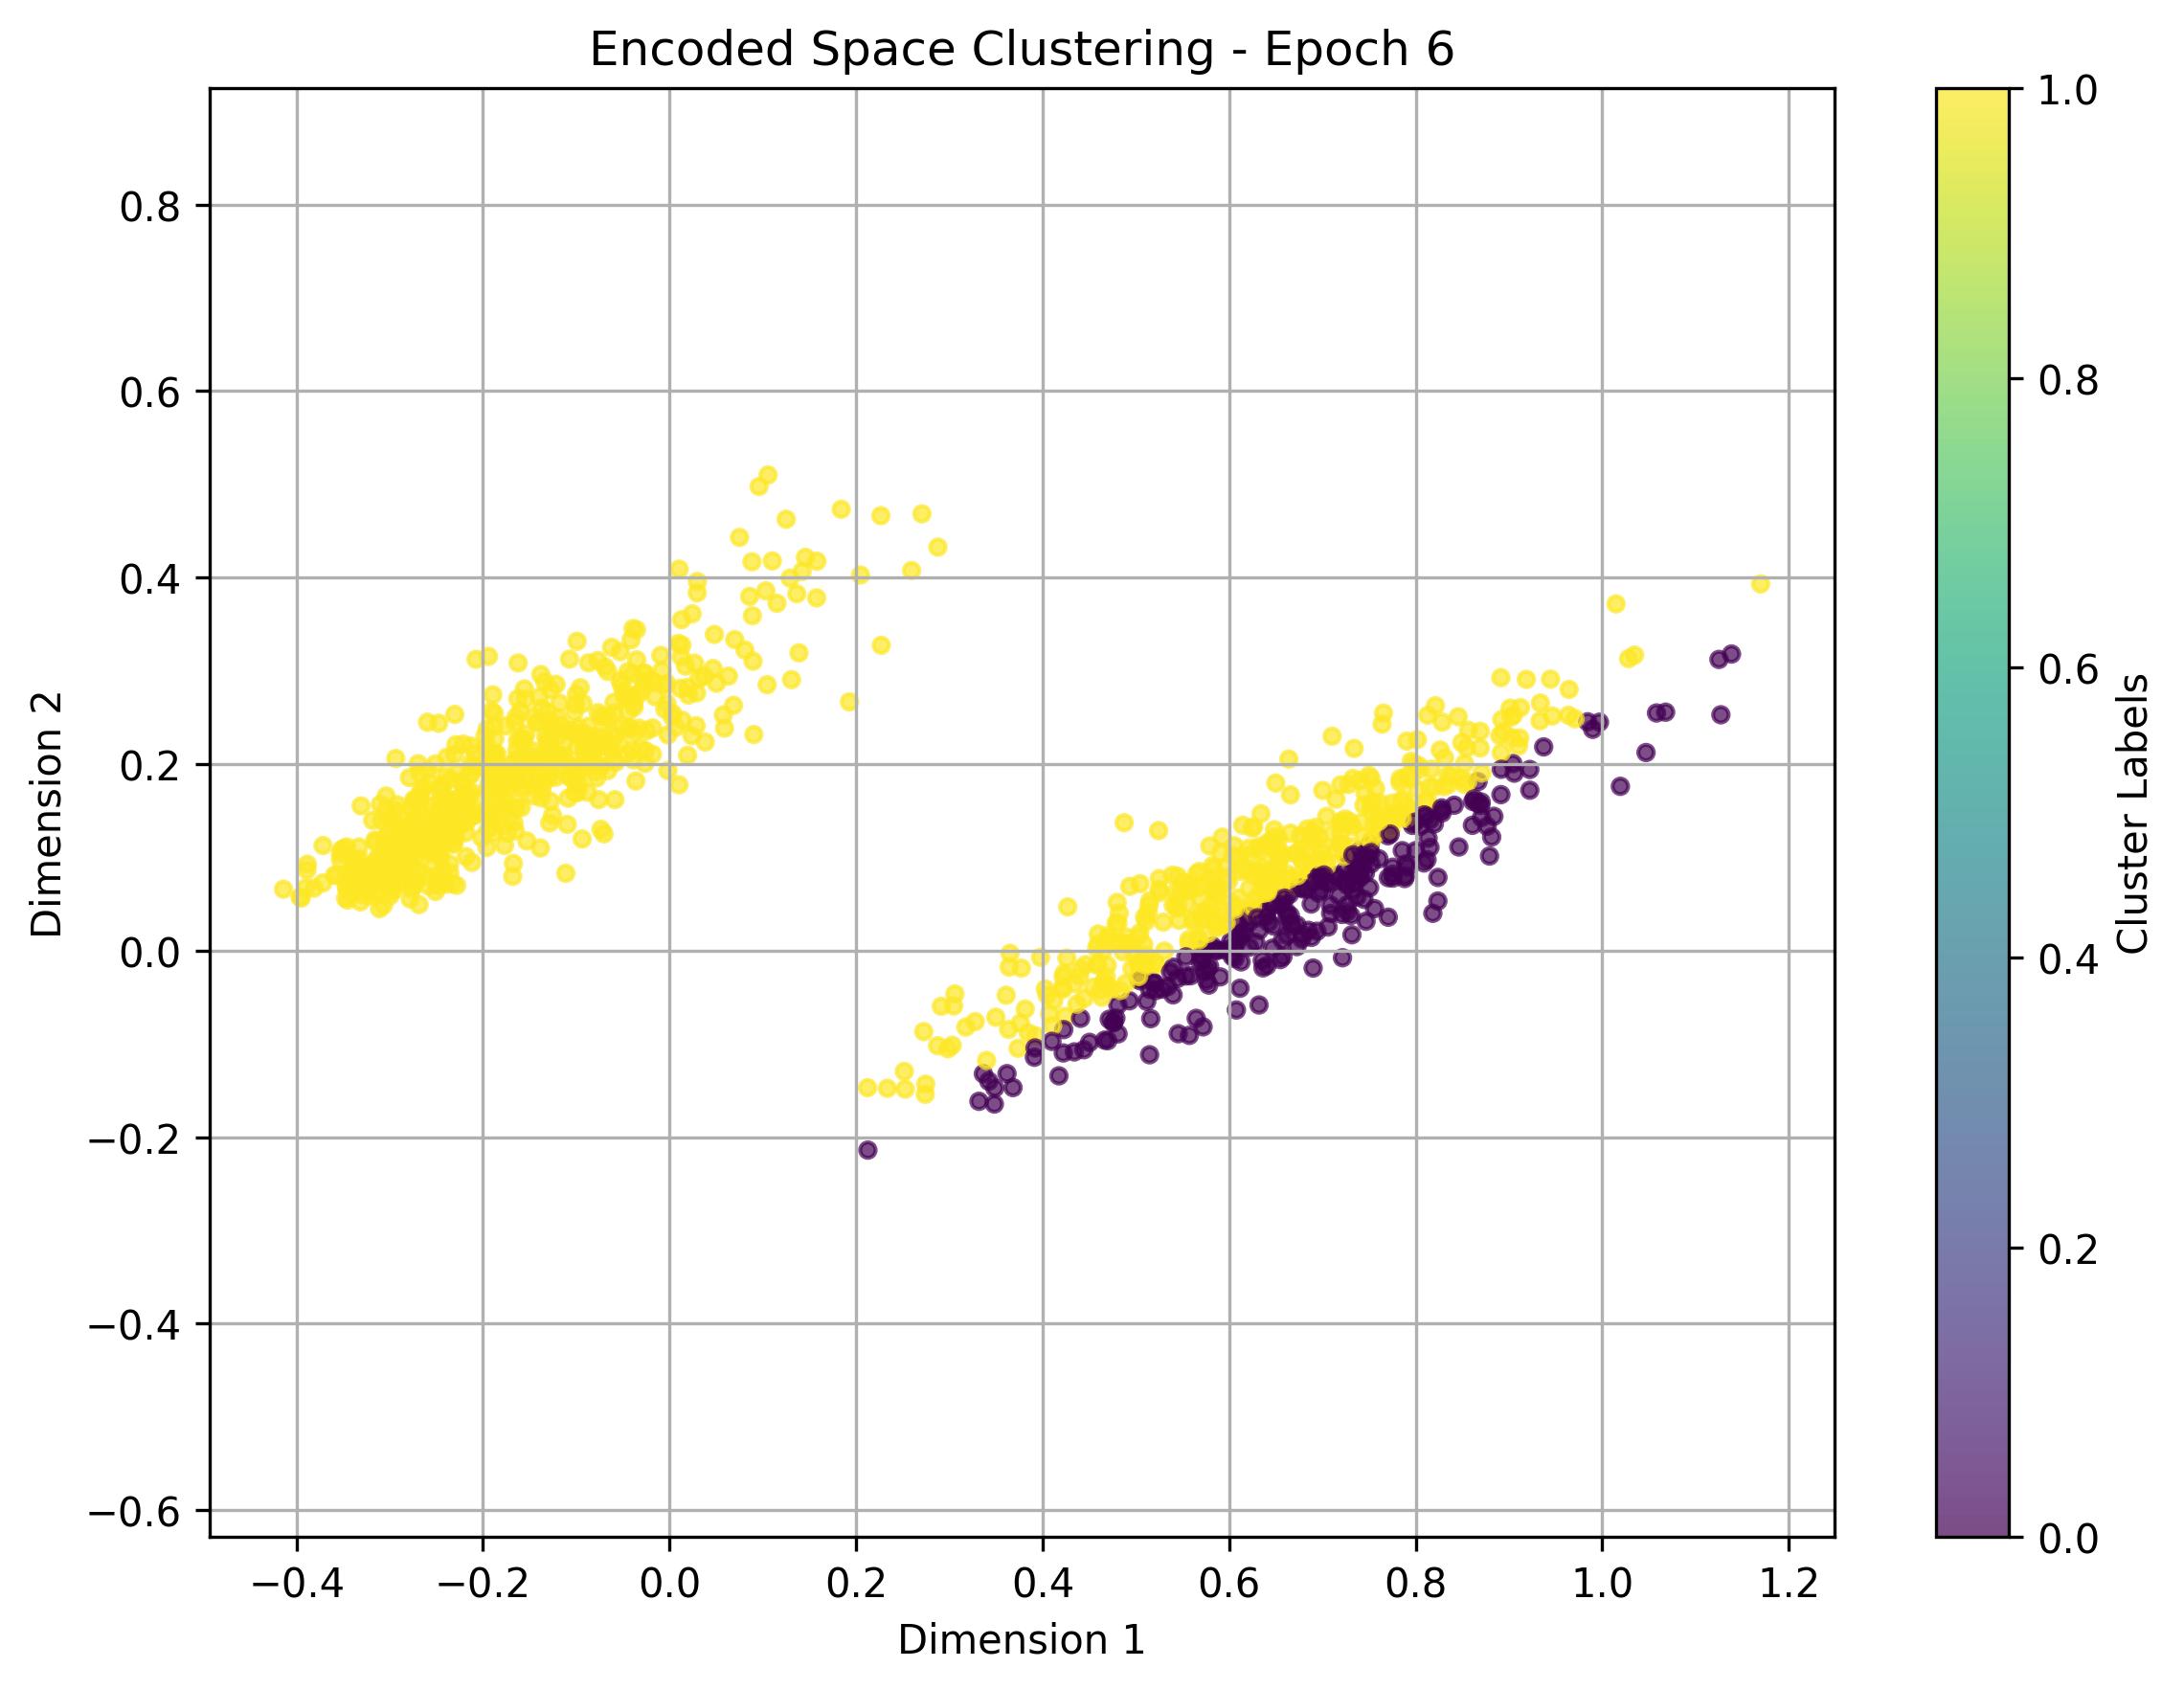 Encoded Space Clustering - Epoch 6
0.8
0.6
0.4
0.2
0.0
−0.2
−0.4
−0.6
Dimension 2
−0.4 −0.2 0.0 0.2 0.4 0.6 0.8 1.0 1.2
Dimension 1
1.0
0.8
0.6
0.4
0.2
0.0
Cluster Labels